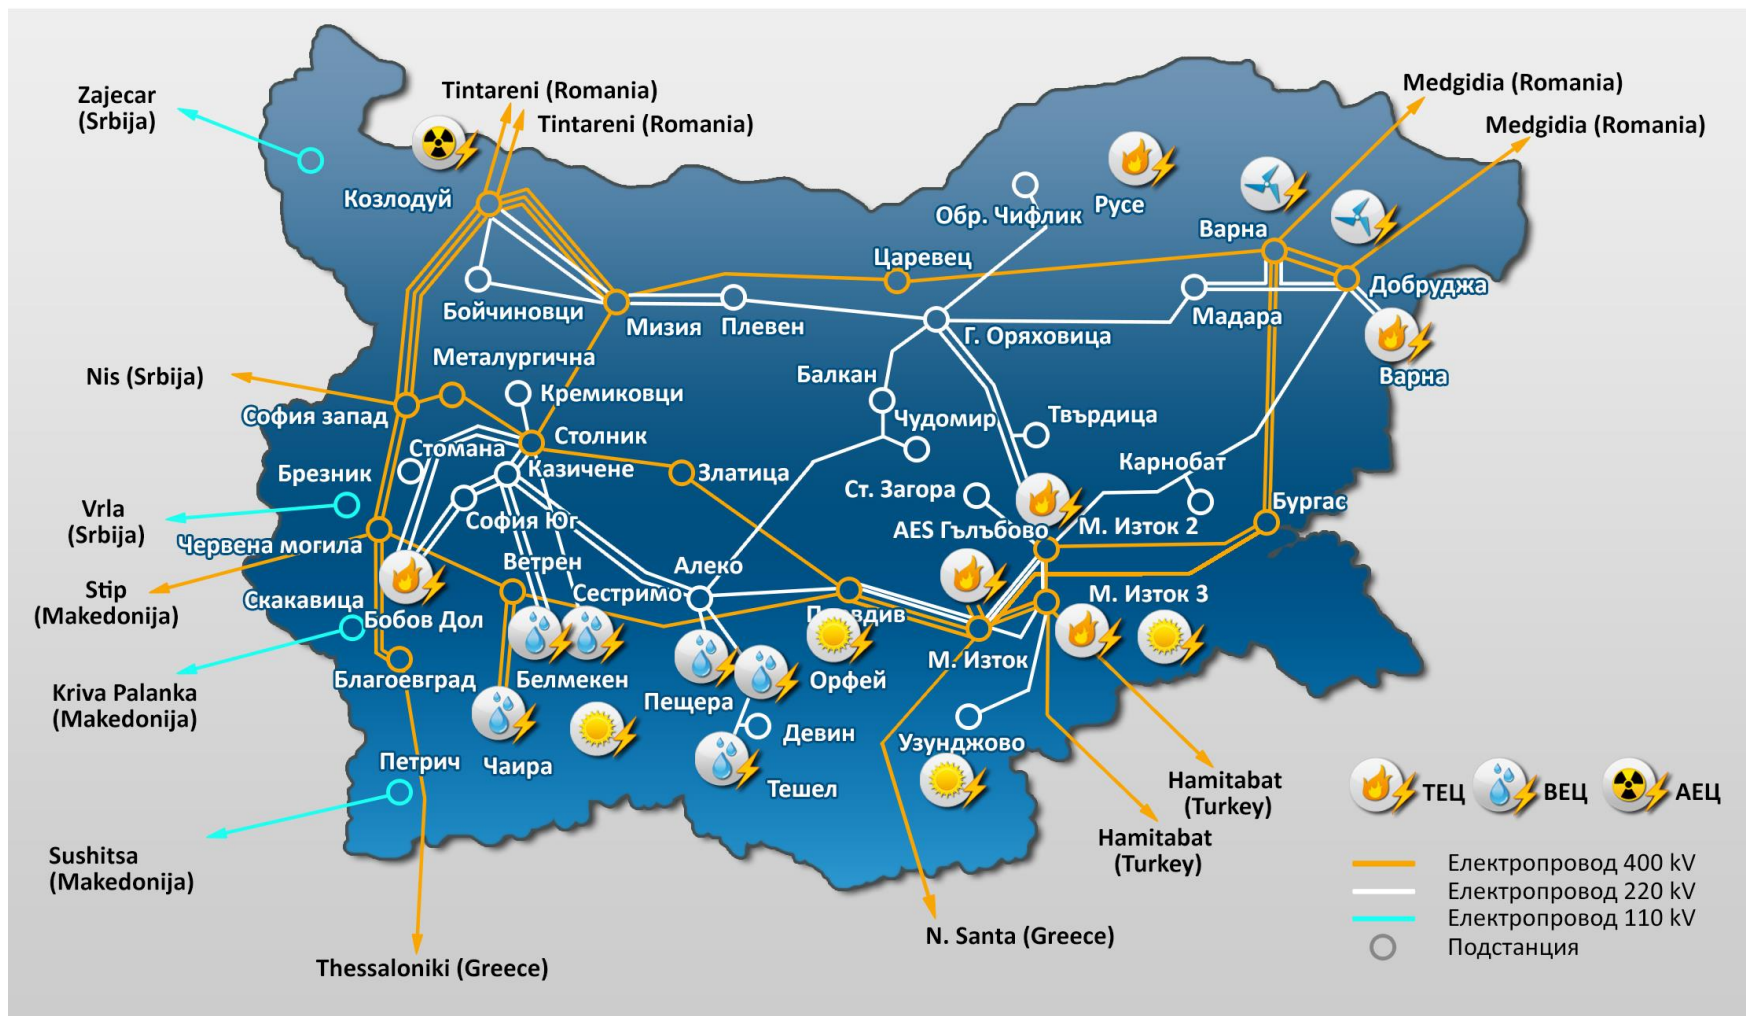 Zajecar
(Srbija)
Tintareni (Romania)
Tintareni (Romania)
Medgidia (Romania)
Medgidia (Romania)
Козлодуй
Обр. Чифлик
Русе
Варна
Царевец
Добруджа
Бойчиновци
Мизия
Плевен
Г. Оряховица
Мадара
Варна
Металургична
Nis (Srbija)
Кремиковци
Балкан
София запад
Чудомир
Твърдица
Столник
Стомана
Казичене
Златица
Брезник
Карнобат
Ст. Загора
Бургас
Vrla
(Srbija)
София Юг
AES Гълъбово
М. Изток 2
Червена могила
Ветрен
Алеко
Stip
(Makedonija)
Скакавица
Сестримо
М. Изток 3
Бобов Дол
Пловдив
М. Изток
Благоевград
Белмекен
Пещера
Орфей
Kriva Palanka
(Makedonija)
Девин
Узунджово
Петрич
Чаира
Тешел
Hamitabat
(Turkey)
Hamitabat
(Turkey)
ТЕЦ
ВЕЦ
АЕЦ
Sushitsa
(Makedonija)
Електропровод 400 kV
Електропровод 220 kV
Електропровод 110 kV
Подстанция
N. Santa (Greece)
Thessaloniki (Greece)